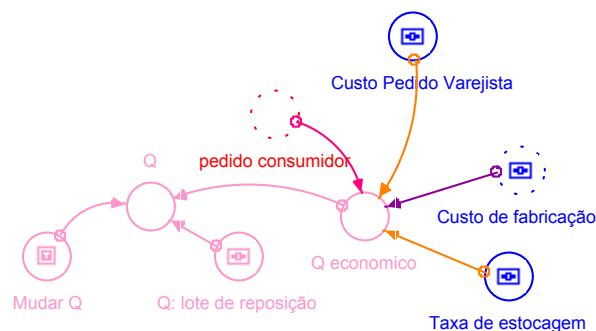 Custo Pedido Varejista
Q
pedido consumidor
Custo de fabricação
Q economico
Mudar Q
Q: lote de reposição
Taxa de estocagem